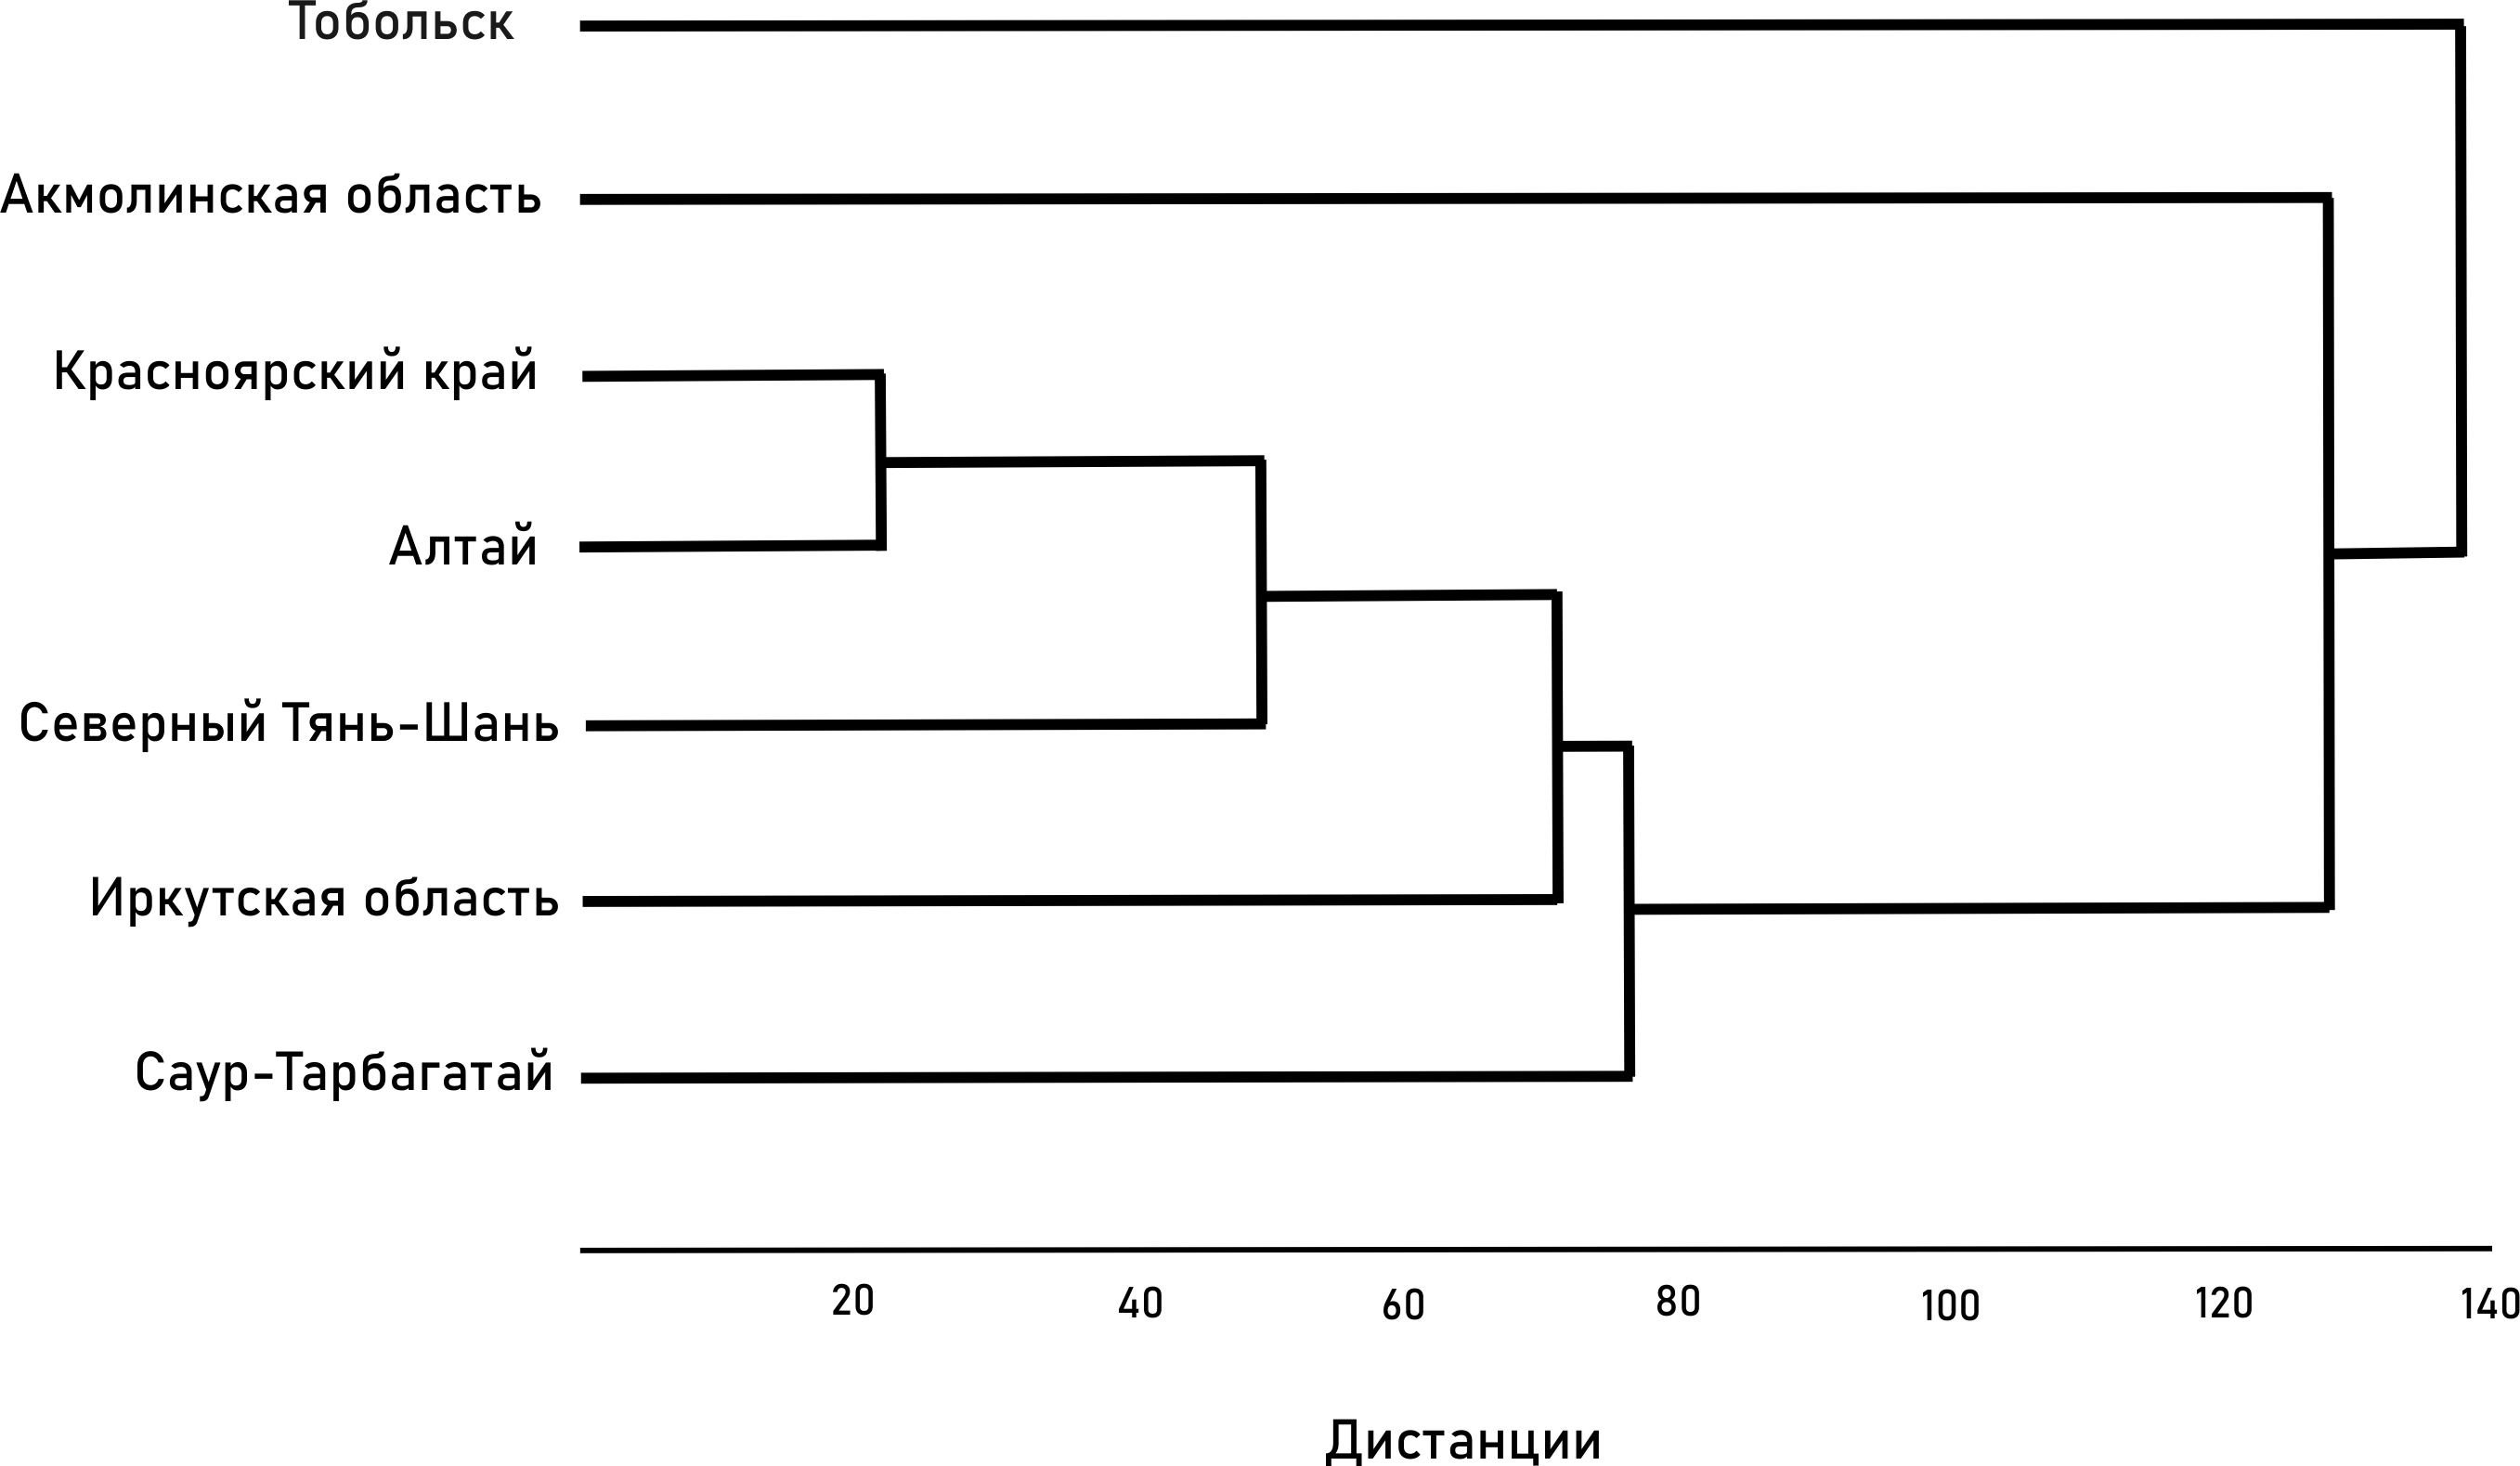 Тобольск
Акмолинская область
Красноярский край
Алтай
Северный Тянь-Шань
Иркутская область
Саур-Тарбагатай
20 40 60 80 100 120 140
Дистанции